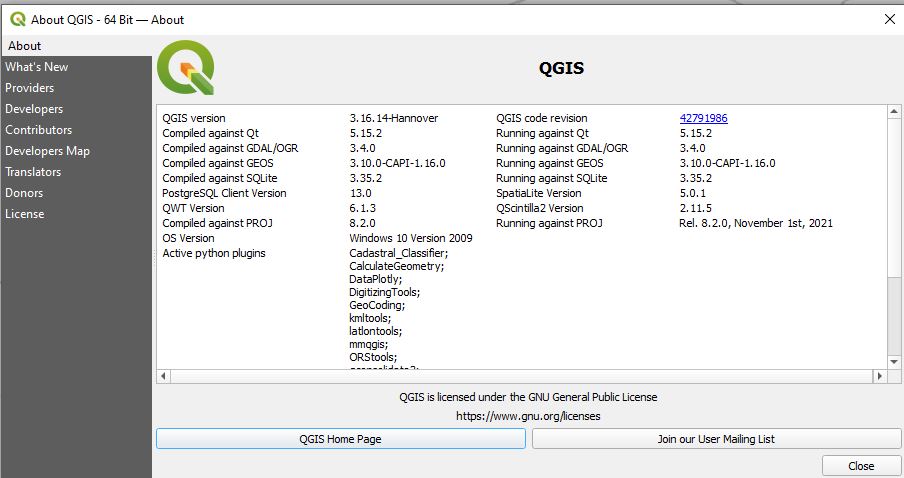 About QGIS - 64 Bit — About
About
What's New
Providers
Developers
Contributors
Developers Map
Translators
Donors
License
QGIS
QGIS version 3.16.14-Hannover QGIS code revision 42791986
Compiled against Qt 5.15.2 Running against Qt 5.15.2
Compiled against GDAL/OGR 3.4.0 Running against GDAL/OGR 3.4.0
Compiled against GEOS 3.10.0-CAPI-1.16.0 Running against GEOS 3.10.0-CAPI-1.16.0
Compiled against SQLite 3.35.2 Running against SQLite 3.35.2
PostgreSQL Client Version 13.0 SpatiaLite Version 5.0.1
QWT Version 6.1.3 QScintilla2 Version 2.11.5
Compiled against PROJ 8.2.0 Running against PROJ Rel. 8.2.0, November 1st, 2021
OS Version Windows 10 Version 2009
Active python plugins Cadastral_Classifier;
CalculateGeometry;
DataPlotly;
DigitizingTools;
GeoCoding;
kmltools;
latlontools;
mmqgis;
ORStools;
QGIS is licensed under the GNU General Public License
https://www.gnu.org/licenses
QGIS Home Page
Join our User Mailing List
Close